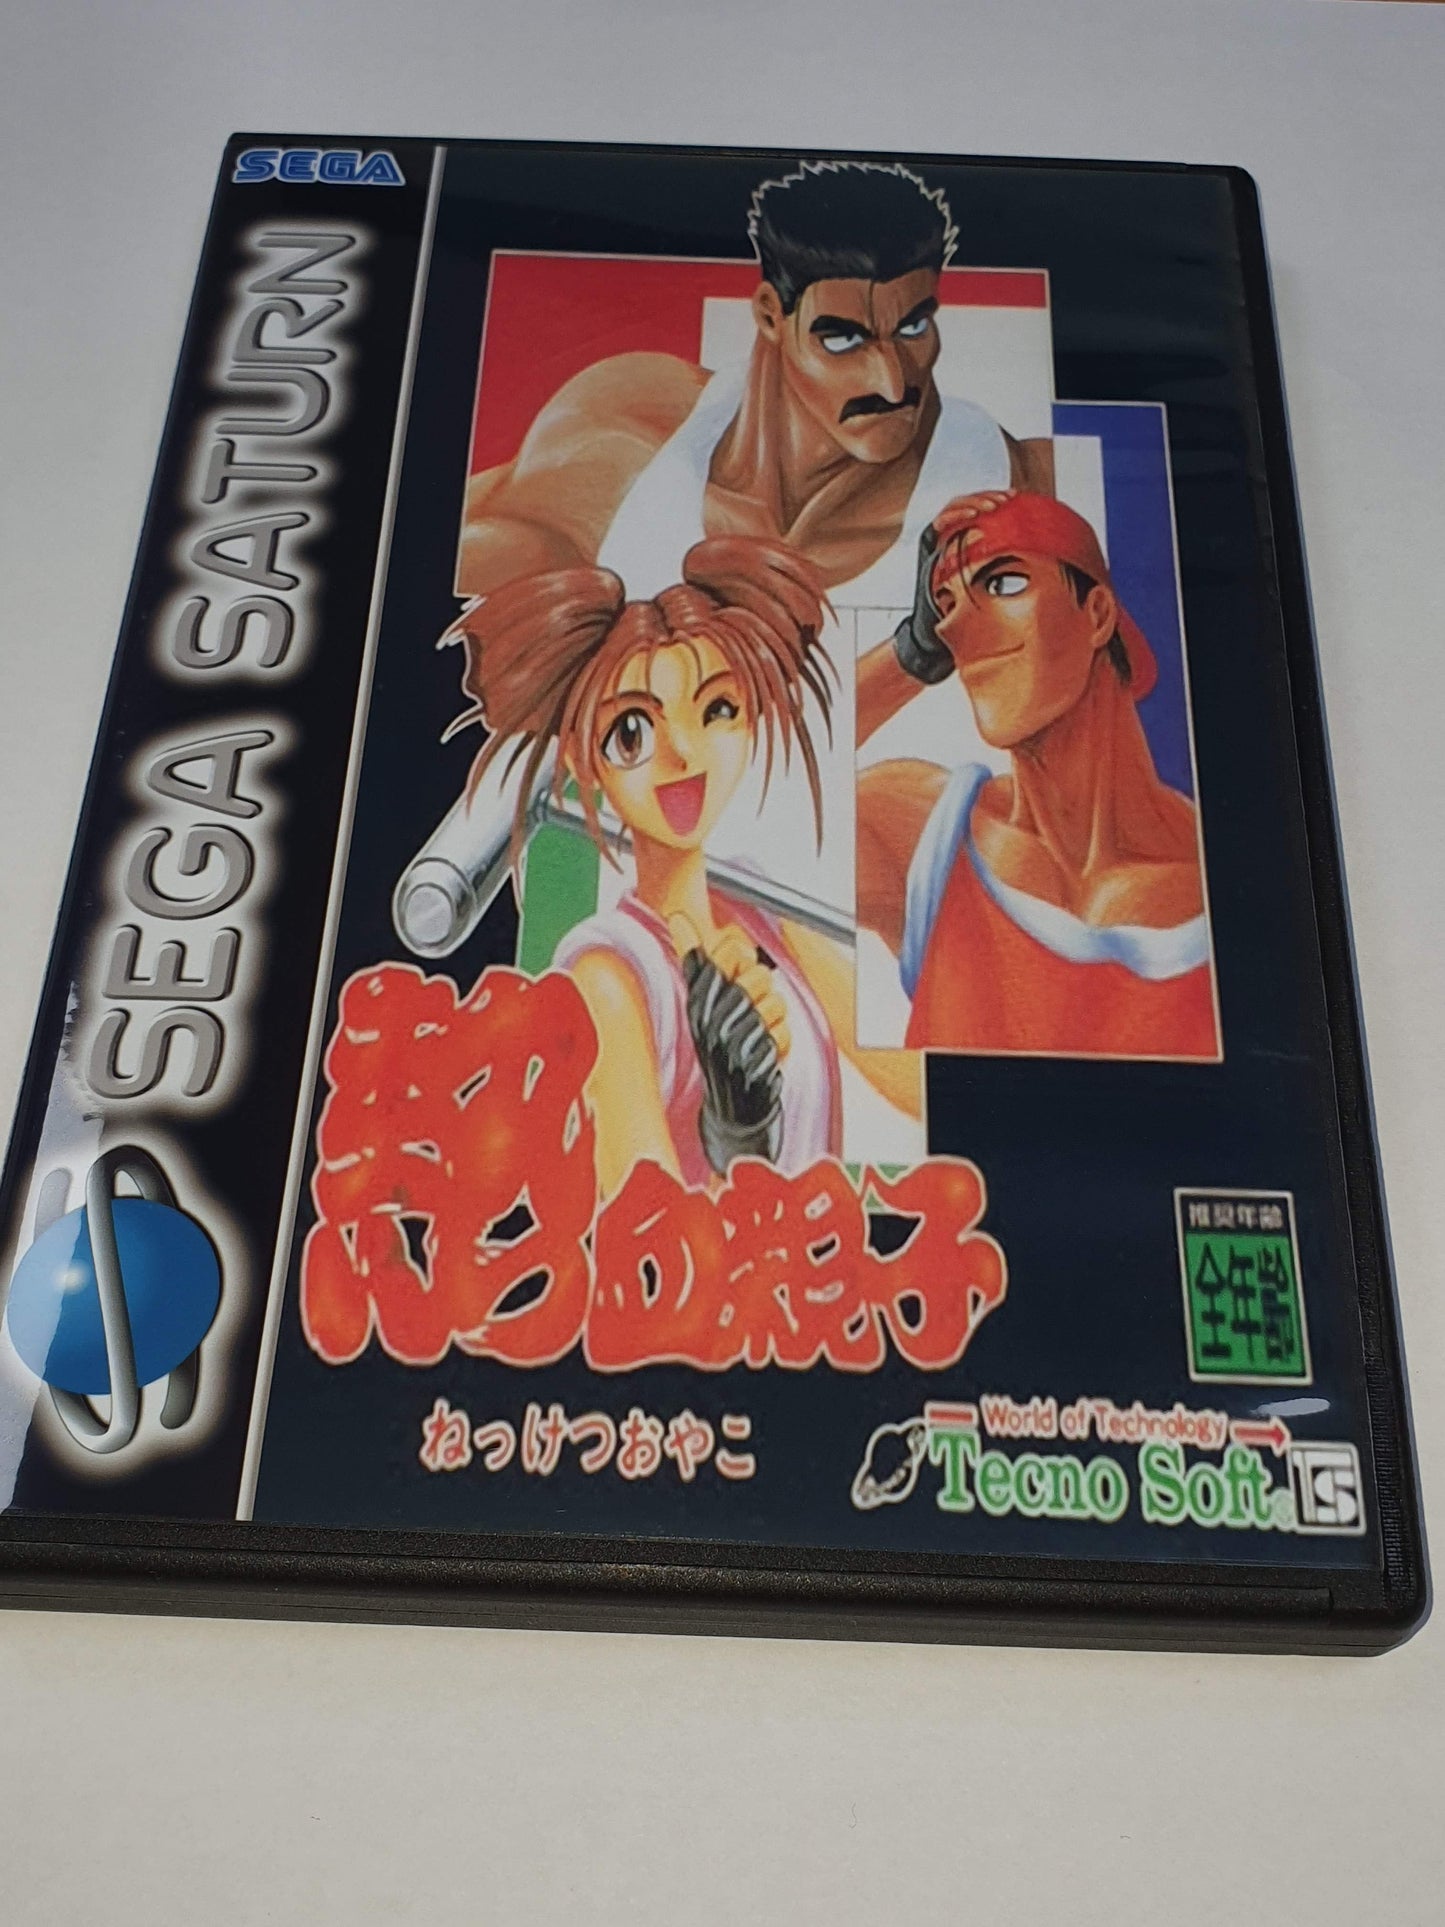 SEGA
SEGA SATURN
熱血親子
ねっけつおやこ
推奨年齢
全年齢
World of Technology
Tecno Soft®
TS